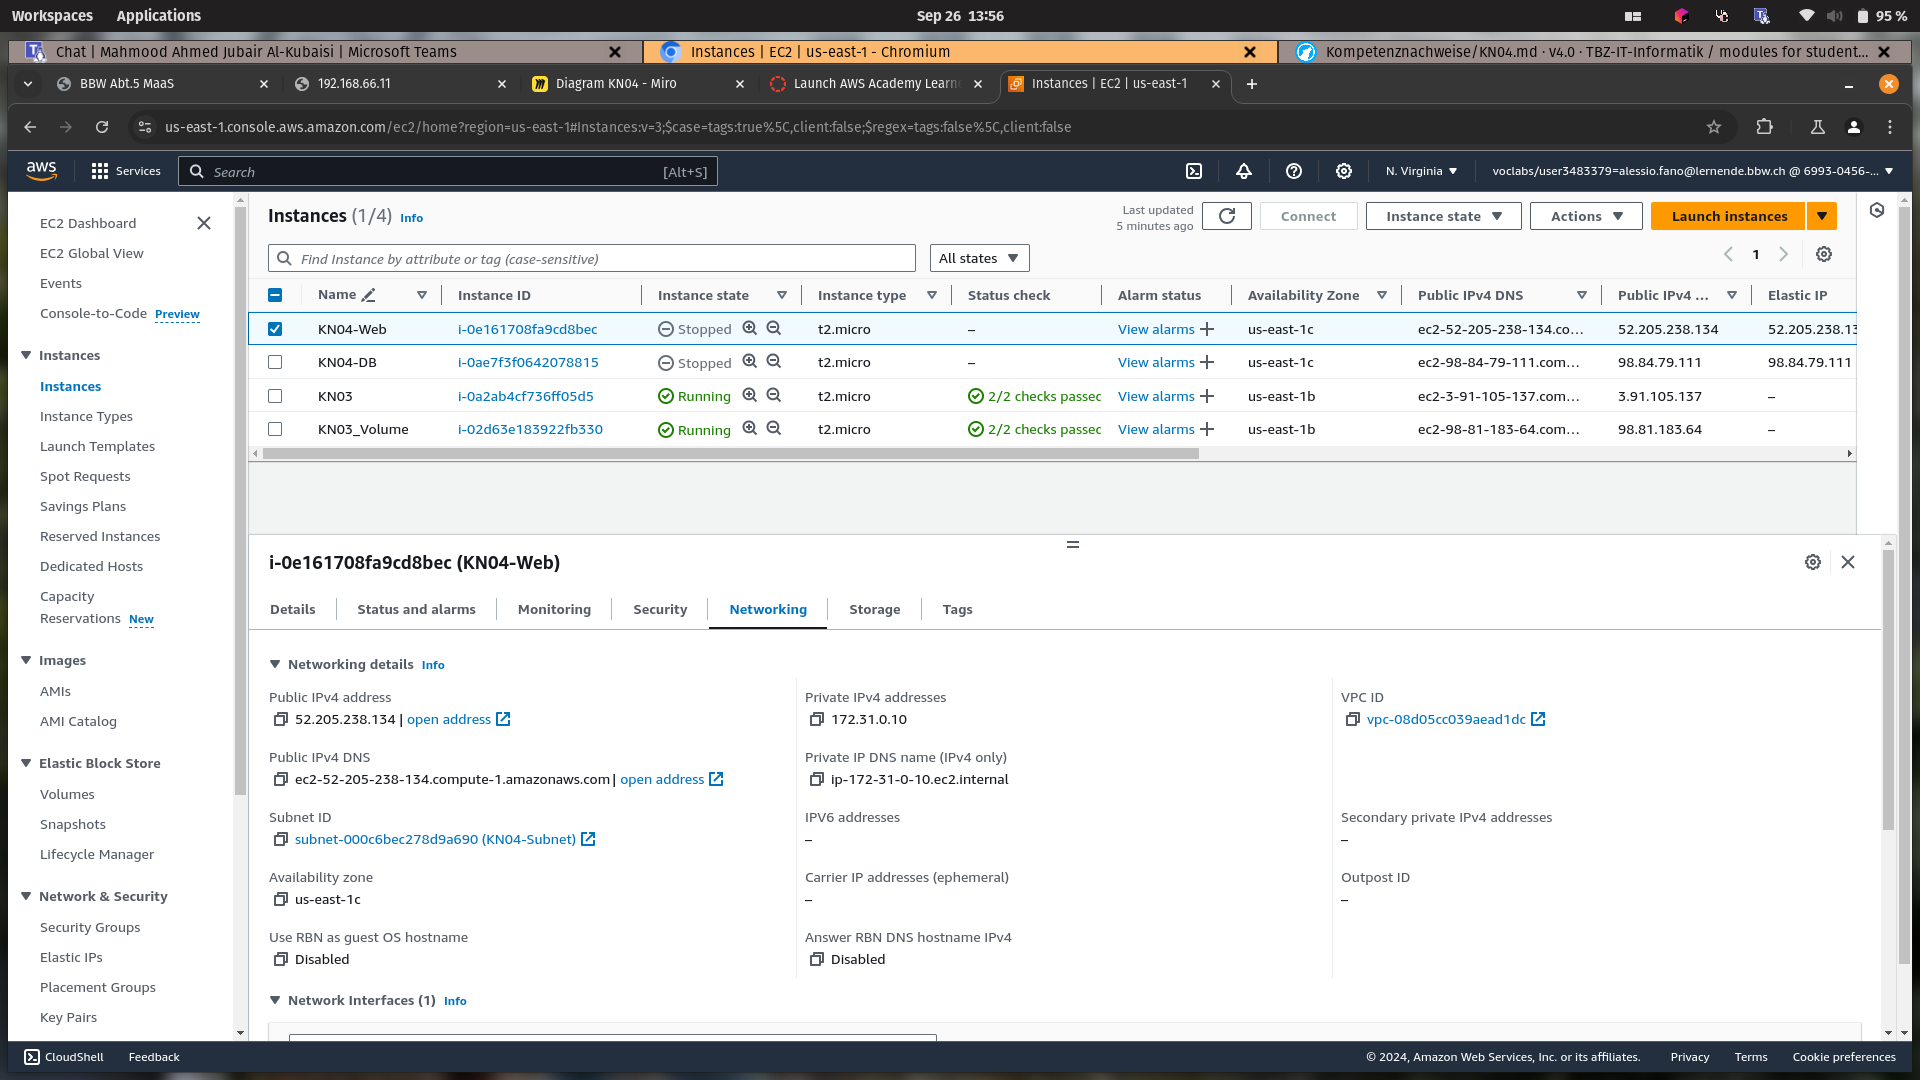 Workspaces Applications Sep 26 13:56 95 %
Chat | Mahmood Ahmed Jubair Al-Kubaisi | Microsoft Teams Instances | EC2 | us-east-1 - Chromium Kompetenznachweise/KN04.md · v4.0 · TBZ-IT-Informatik / modules for student...
BBW Abt.5 MaaS 192.168.66.11 Diagram KN04 - Miro Launch AWS Academy Learn Instances | EC2 | us-east-1
us-east-1.console.aws.amazon.com/ec2/home?region=us-east-1#Instances:v=3;$case=tags:true%5C,client:false;$regex=tags:false%5C,client:false
aws Services Search [Alt+S] N. Virginia voclabs/user3483379=alessio.fano@lernende.bbw.ch @ 6993-0456-...
EC2 Dashboard
EC2 Global View
Events
Console-to-Code Preview
Instances
Instances
Instance Types
Launch Templates
Spot Requests
Savings Plans
Reserved Instances
Dedicated Hosts
Capacity
Reservations New
Images
AMIs
AMI Catalog
Elastic Block Store
Volumes
Snapshots
Lifecycle Manager
Network & Security
Security Groups
Elastic IPs
Placement Groups
Key Pairs
Instances (1/4) Info Last updated
5 minutes ago Connect Instance state Actions Launch instances
Find Instance by attribute or tag (case-sensitive) All states 1
Name Instance ID Instance state Instance type Status check Alarm status Availability Zone Public IPv4 DNS Public IPv4 ... Elastic IP
KN04-Web i-0e161708fa9cd8bec Stopped t2.micro – View alarms us-east-1c ec2-52-205-238-134.co... 52.205.238.134 52.205.238.13
KN04-DB i-0ae7f3f0642078815 Stopped t2.micro – View alarms us-east-1c ec2-98-84-79-111.com... 98.84.79.111 98.84.79.111
KN03 i-0a2ab4cf736ff05d5 Running t2.micro 2/2 checks passec View alarms us-east-1b ec2-3-91-105-137.com... 3.91.105.137 –
KN03_Volume i-02d63e183922fb330 Running t2.micro 2/2 checks passec View alarms us-east-1b ec2-98-81-183-64.com... 98.81.183.64 –
i-0e161708fa9cd8bec (KN04-Web)
Details Status and alarms Monitoring Security Networking Storage Tags
Networking details Info
Public IPv4 address Private IPv4 addresses VPC ID
52.205.238.134 | open address 172.31.0.10 vpc-08d05cc039aead1dc
Public IPv4 DNS Private IP DNS name (IPv4 only)
ec2-52-205-238-134.compute-1.amazonaws.com | open address ip-172-31-0-10.ec2.internal
Subnet ID IPV6 addresses Secondary private IPv4 addresses
subnet-000c6bec278d9a690 (KN04-Subnet) – –
Availability zone Carrier IP addresses (ephemeral) Outpost ID
us-east-1c – –
Use RBN as guest OS hostname Answer RBN DNS hostname IPv4
Disabled Disabled
Network Interfaces (1) Info
CloudShell Feedback © 2024, Amazon Web Services, Inc. or its affiliates. Privacy Terms Cookie preferences